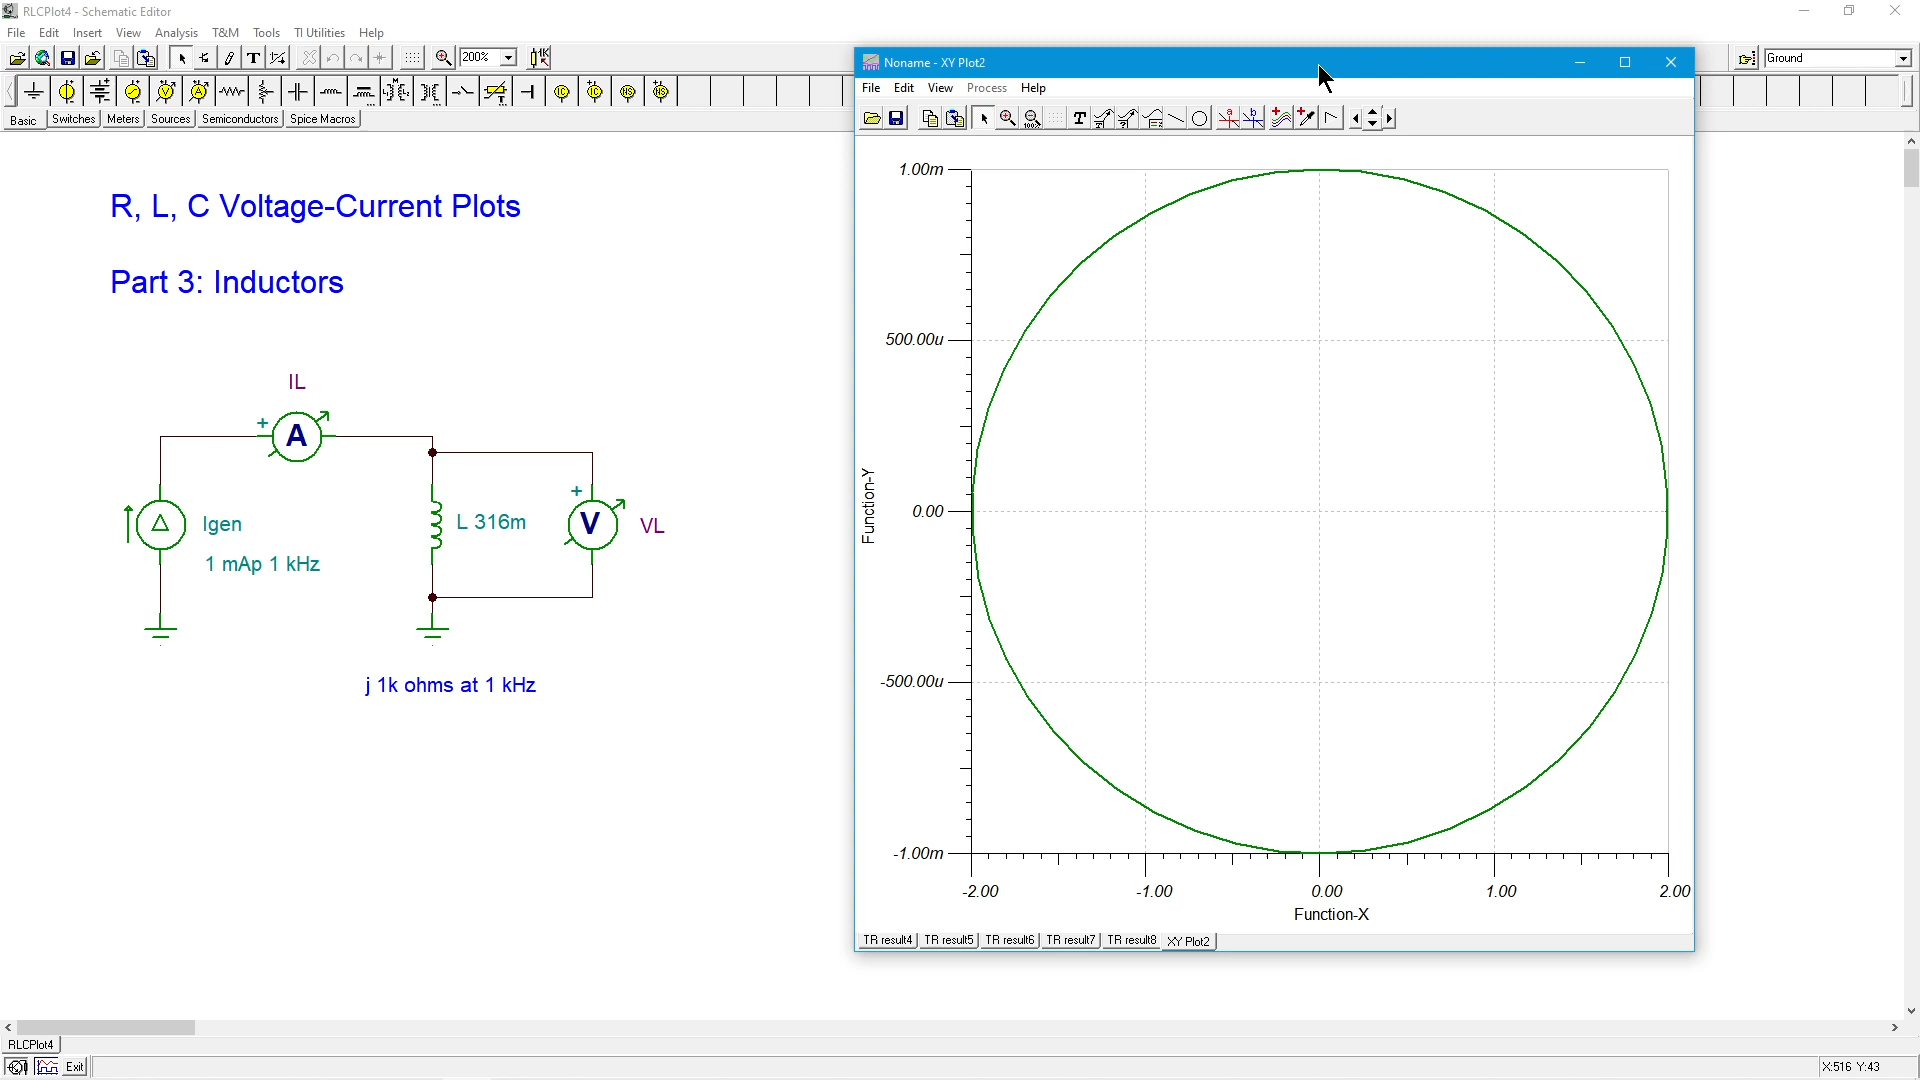 RLCPlot4 - Schematic Editor
File Edit Insert View Analysis T&M Tools TI Utilities Help
200%
Ground
Basic Switches Meters Sources Semiconductors Spice Macros
R, L, C Voltage-Current Plots
Part 3: Inductors
IL
+
A
Igen
1 mAp 1 kHz
L 316m
+
V
VL
j 1k ohms at 1 kHz
Noname - XY Plot2
File Edit View Process Help
1.00m
500.00u
0.00
-500.00u
-1.00m
Function-Y
-2.00 -1.00 0.00 1.00 2.00
Function-X
TR result4 TR result5 TR result6 TR result7 TR result8 XY Plot2
RLCPlot4
Exit
X:516 Y:43